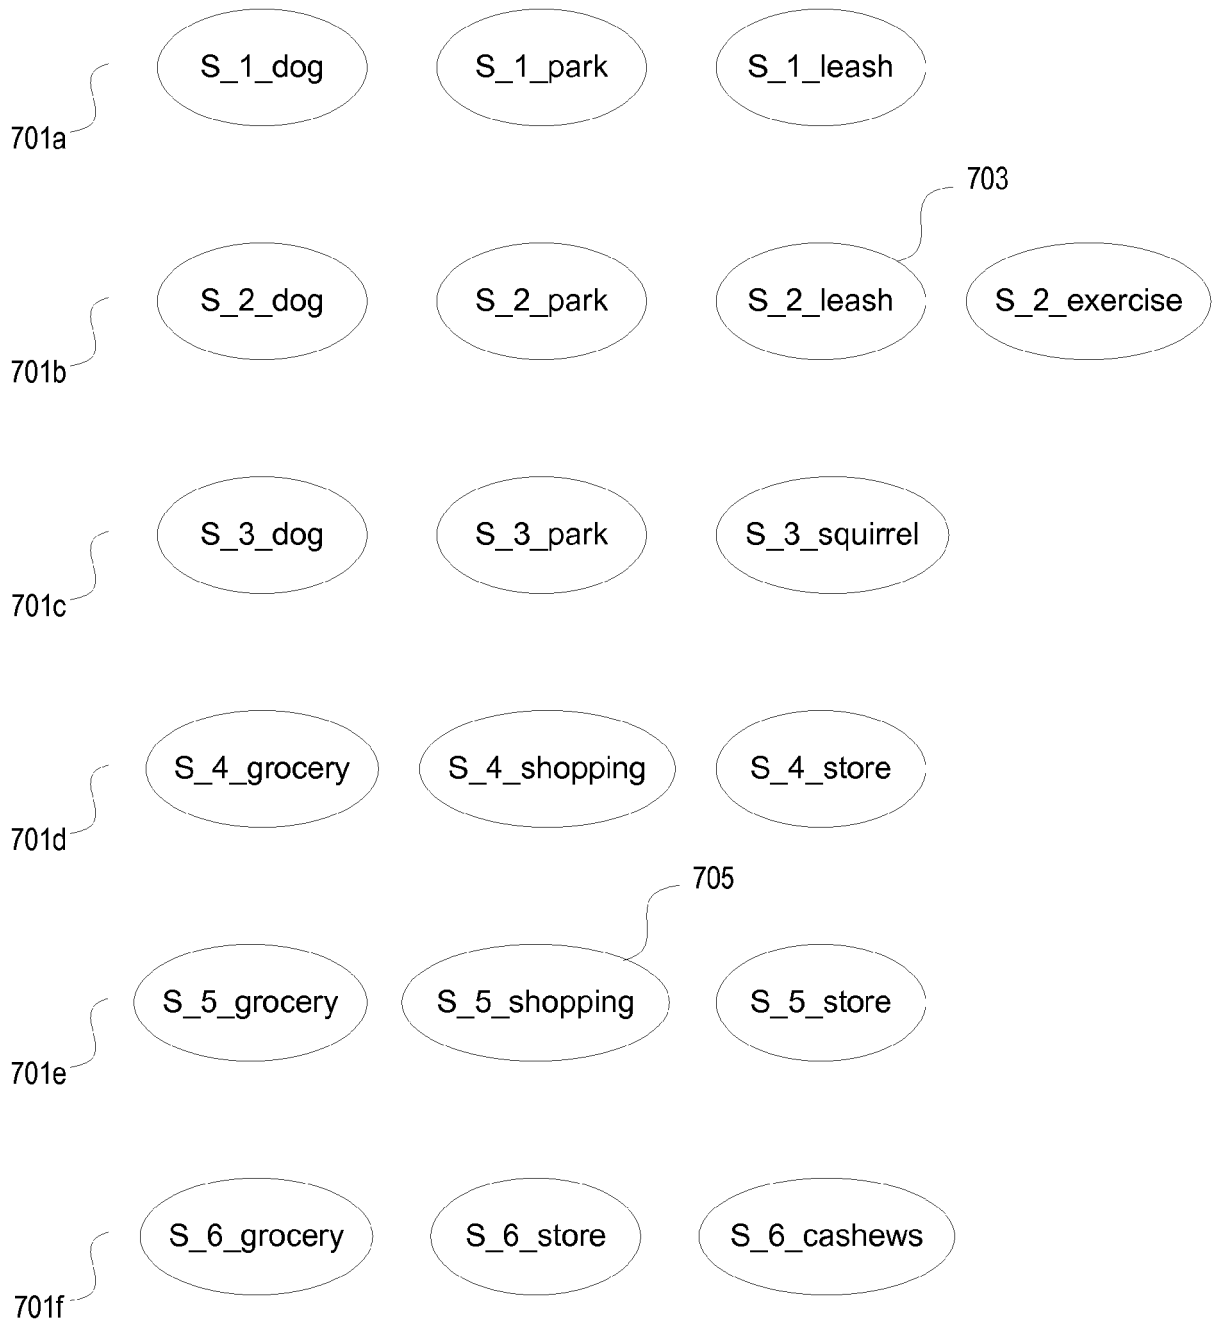 S_1_dog S_1_park S_1_leash
701a
703
S_2_dog S_2_park S_2_leash S_2_exercise
701b
S_3_dog S_3_park S_3_squirrel
701c
S_4_grocery S_4_shopping S_4_store
701d
705
S_5_grocery S_5_shopping S_5_store
701e
S_6_grocery S_6_store S_6_cashews
701f